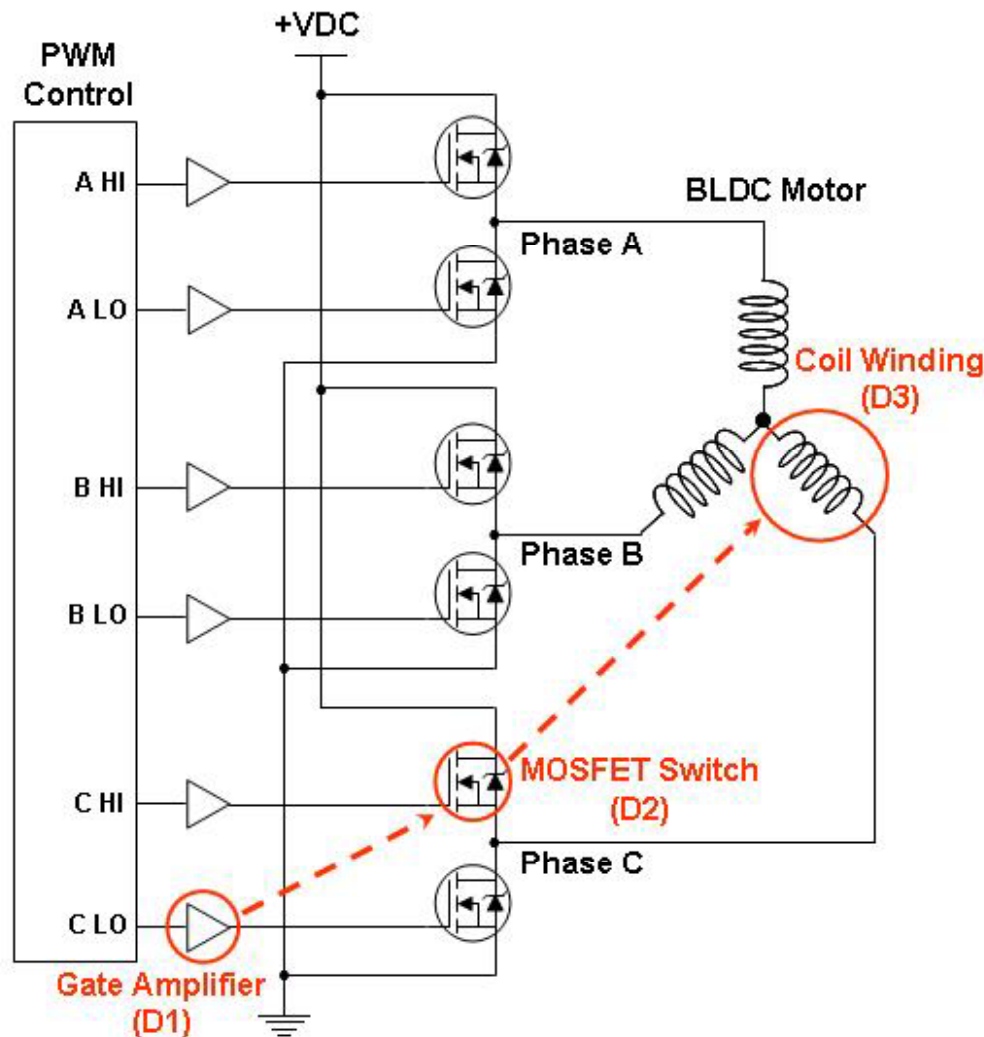 +VDC
PWM
Control
A HI
A LO
B HI
B LO
C HI
C LO
BLDC Motor
Phase A
Coil Winding
(D3)
Phase B
MOSFET Switch
(D2)
Phase C
Gate Amplifier
(D1)